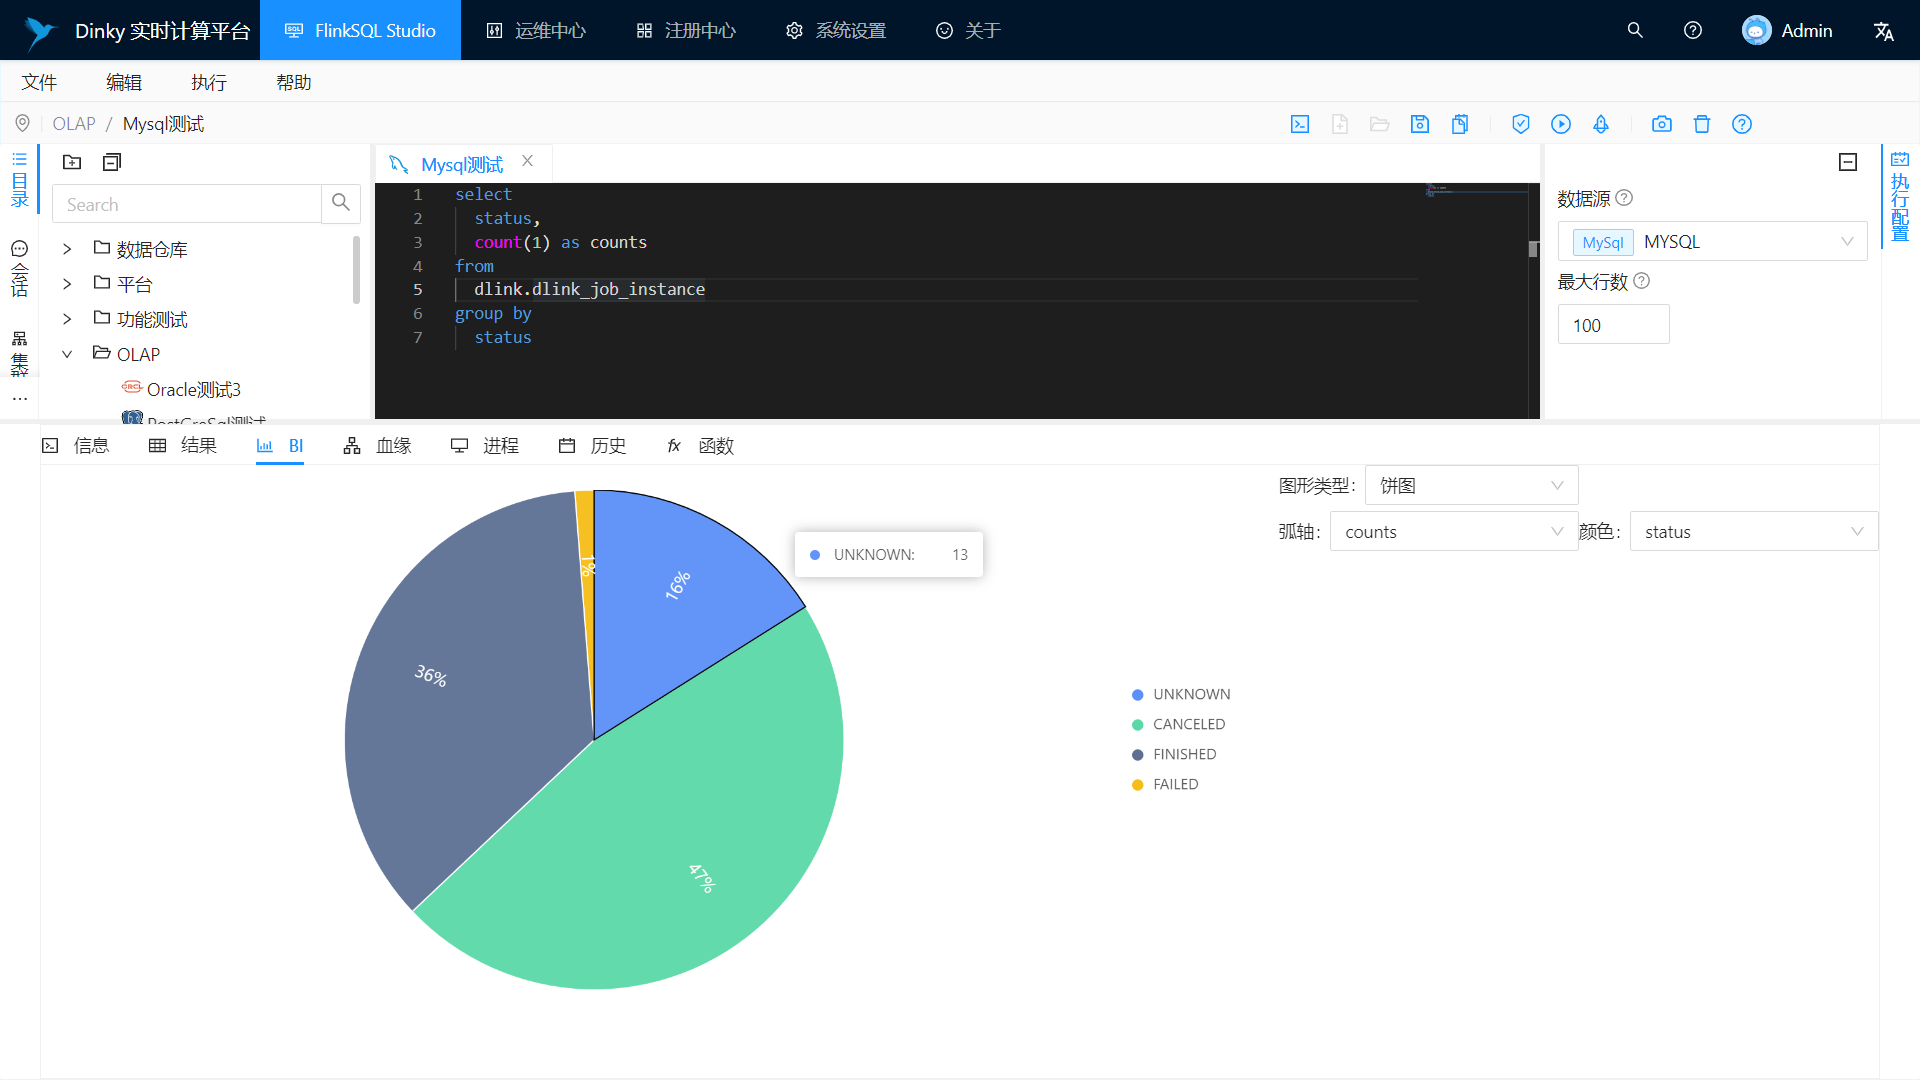 Dinky 实时计算平台 FlinkSQL Studio 运维中心 注册中心 系统设置 关于 Admin
文件 编辑 执行 帮助
OLAP / Mysql测试
目录
会话
Search
数据仓库
平台
功能测试
OLAP
Oracle测试3
PostGreSql测试
Mysql测试
1 select
2 status,
3 count(1) as counts
4 from
5 dlink.dlink_job_instance
6 group by
7 status
数据源
MySql MYSQL
最大行数
100
执行配置
信息 结果 BI 血缘 进程 历史 函数
图形类型: 饼图
弧轴: counts 颜色: status
1%
16%
36%
47%
UNKNOWN: 13
UNKNOWN
CANCELED
FINISHED
FAILED